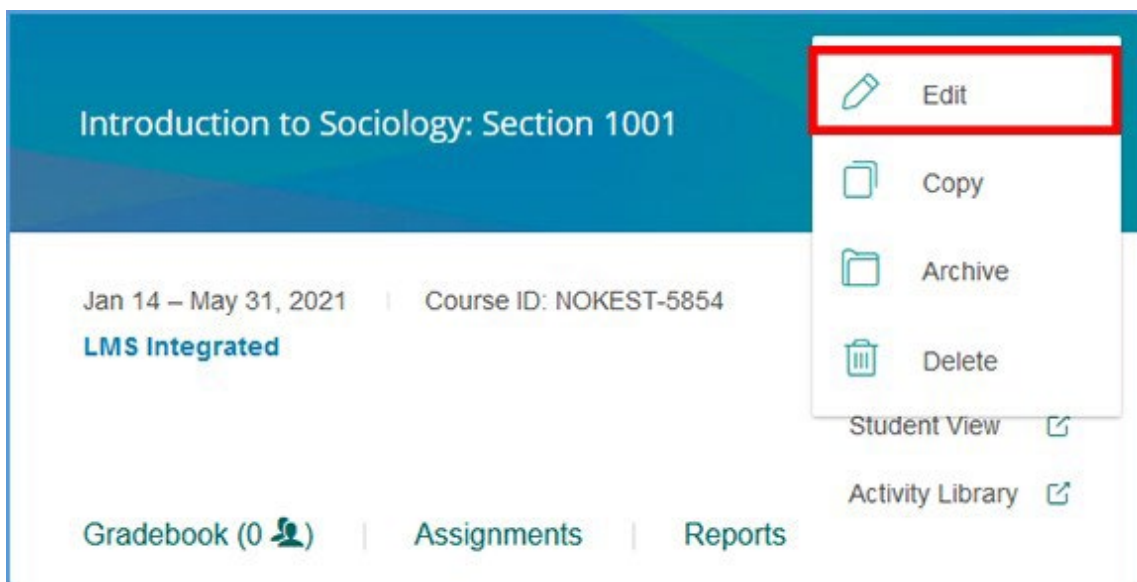 Introduction to Sociology: Section 1001
Edit
Copy
Archive
Delete
Jan 14 – May 31, 2021 Course ID: NOKEST-5854
LMS Integrated
Student View
Activity Library
Gradebook (0 ) Assignments Reports